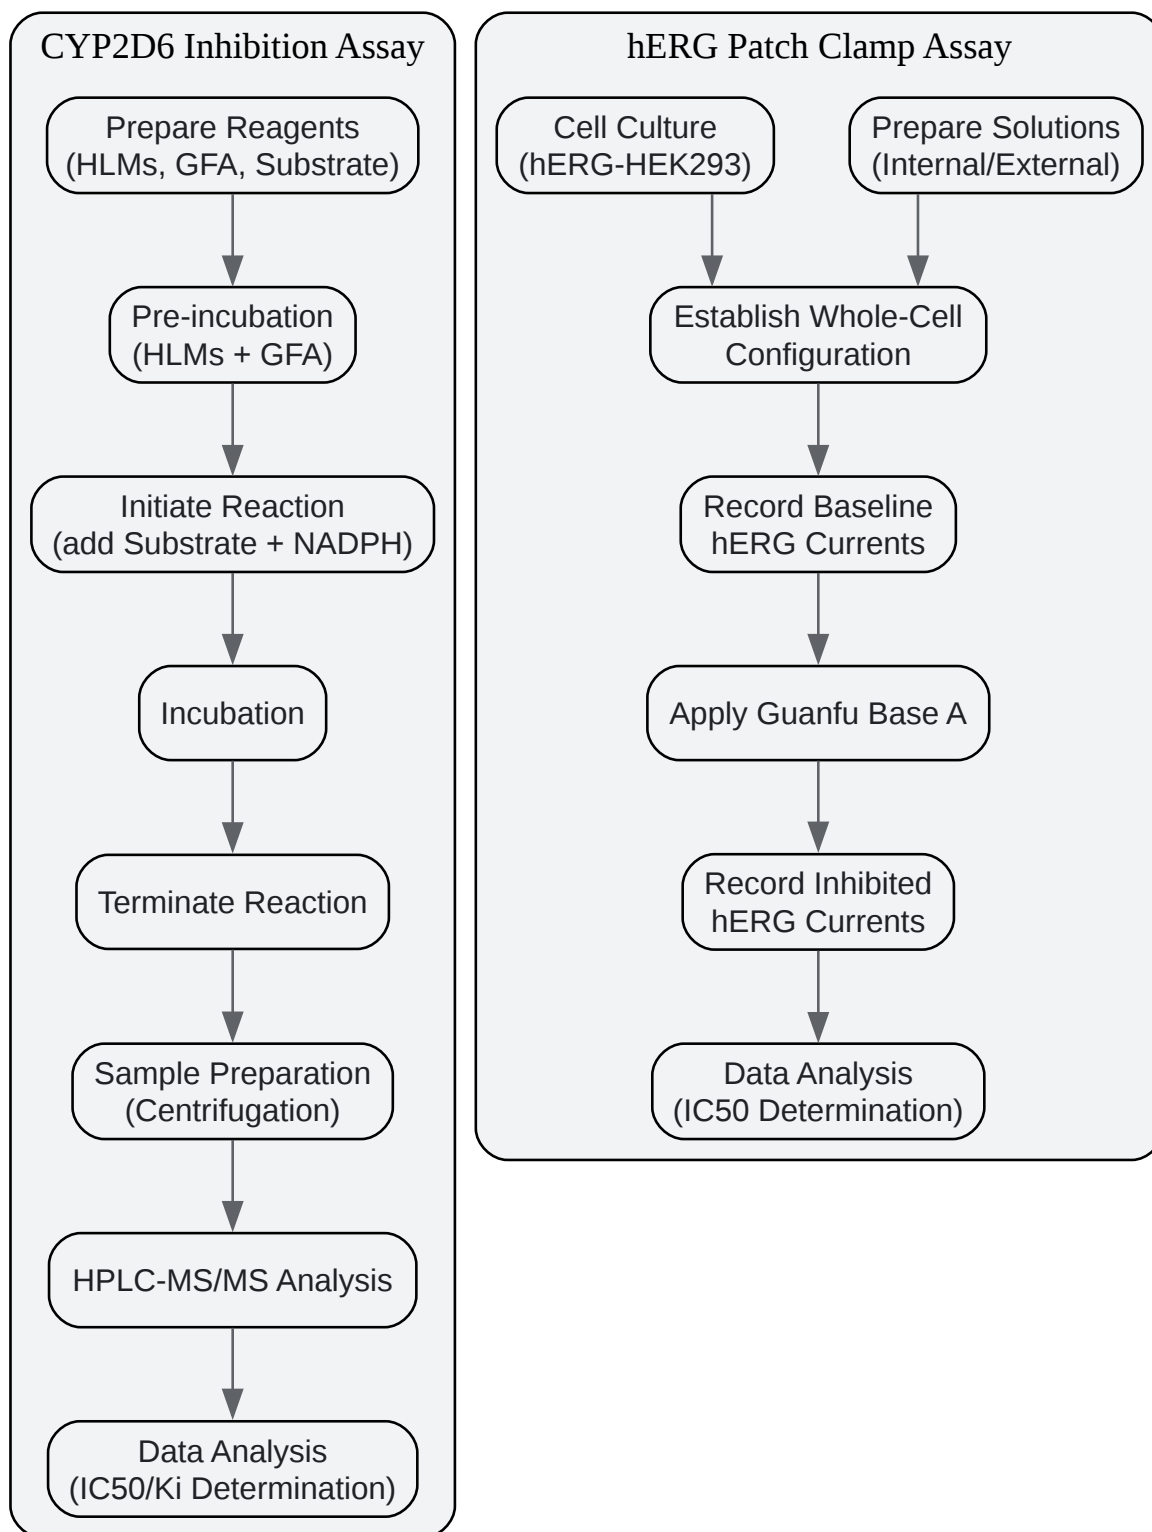 CYP2D6 Inhibition Assay
Prepare Reagents
(HLMs, GFA, Substrate)
Pre-incubation
(HLMs + GFA)
Initiate Reaction
(add Substrate + NADPH)
Incubation
Terminate Reaction
Sample Preparation
(Centrifugation)
HPLC-MS/MS Analysis
Data Analysis
(IC50/Ki Determination)
hERG Patch Clamp Assay
Cell Culture
(hERG-HEK293)
Prepare Solutions
(Internal/External)
Establish Whole-Cell
Configuration
Record Baseline
hERG Currents
Apply Guanfu Base A
Record Inhibited
hERG Currents
Data Analysis
(IC50 Determination)